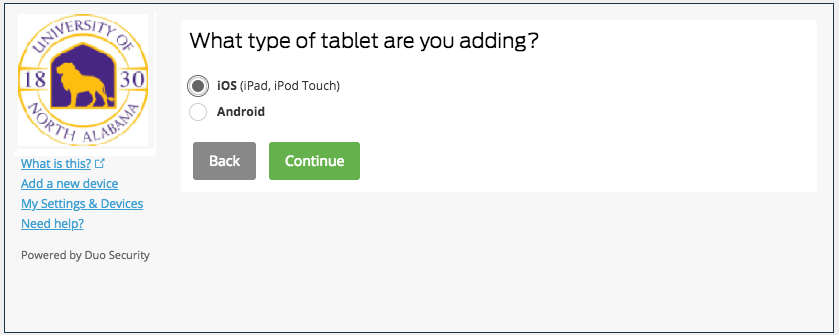 UNIVERSITY OF
18 30
NORTH ALABAMA
What is this?
Add a new device
My Settings & Devices
Need help?
Powered by Duo Security
What type of tablet are you adding?
iOS (iPad, iPod Touch)
Android
Back Continue